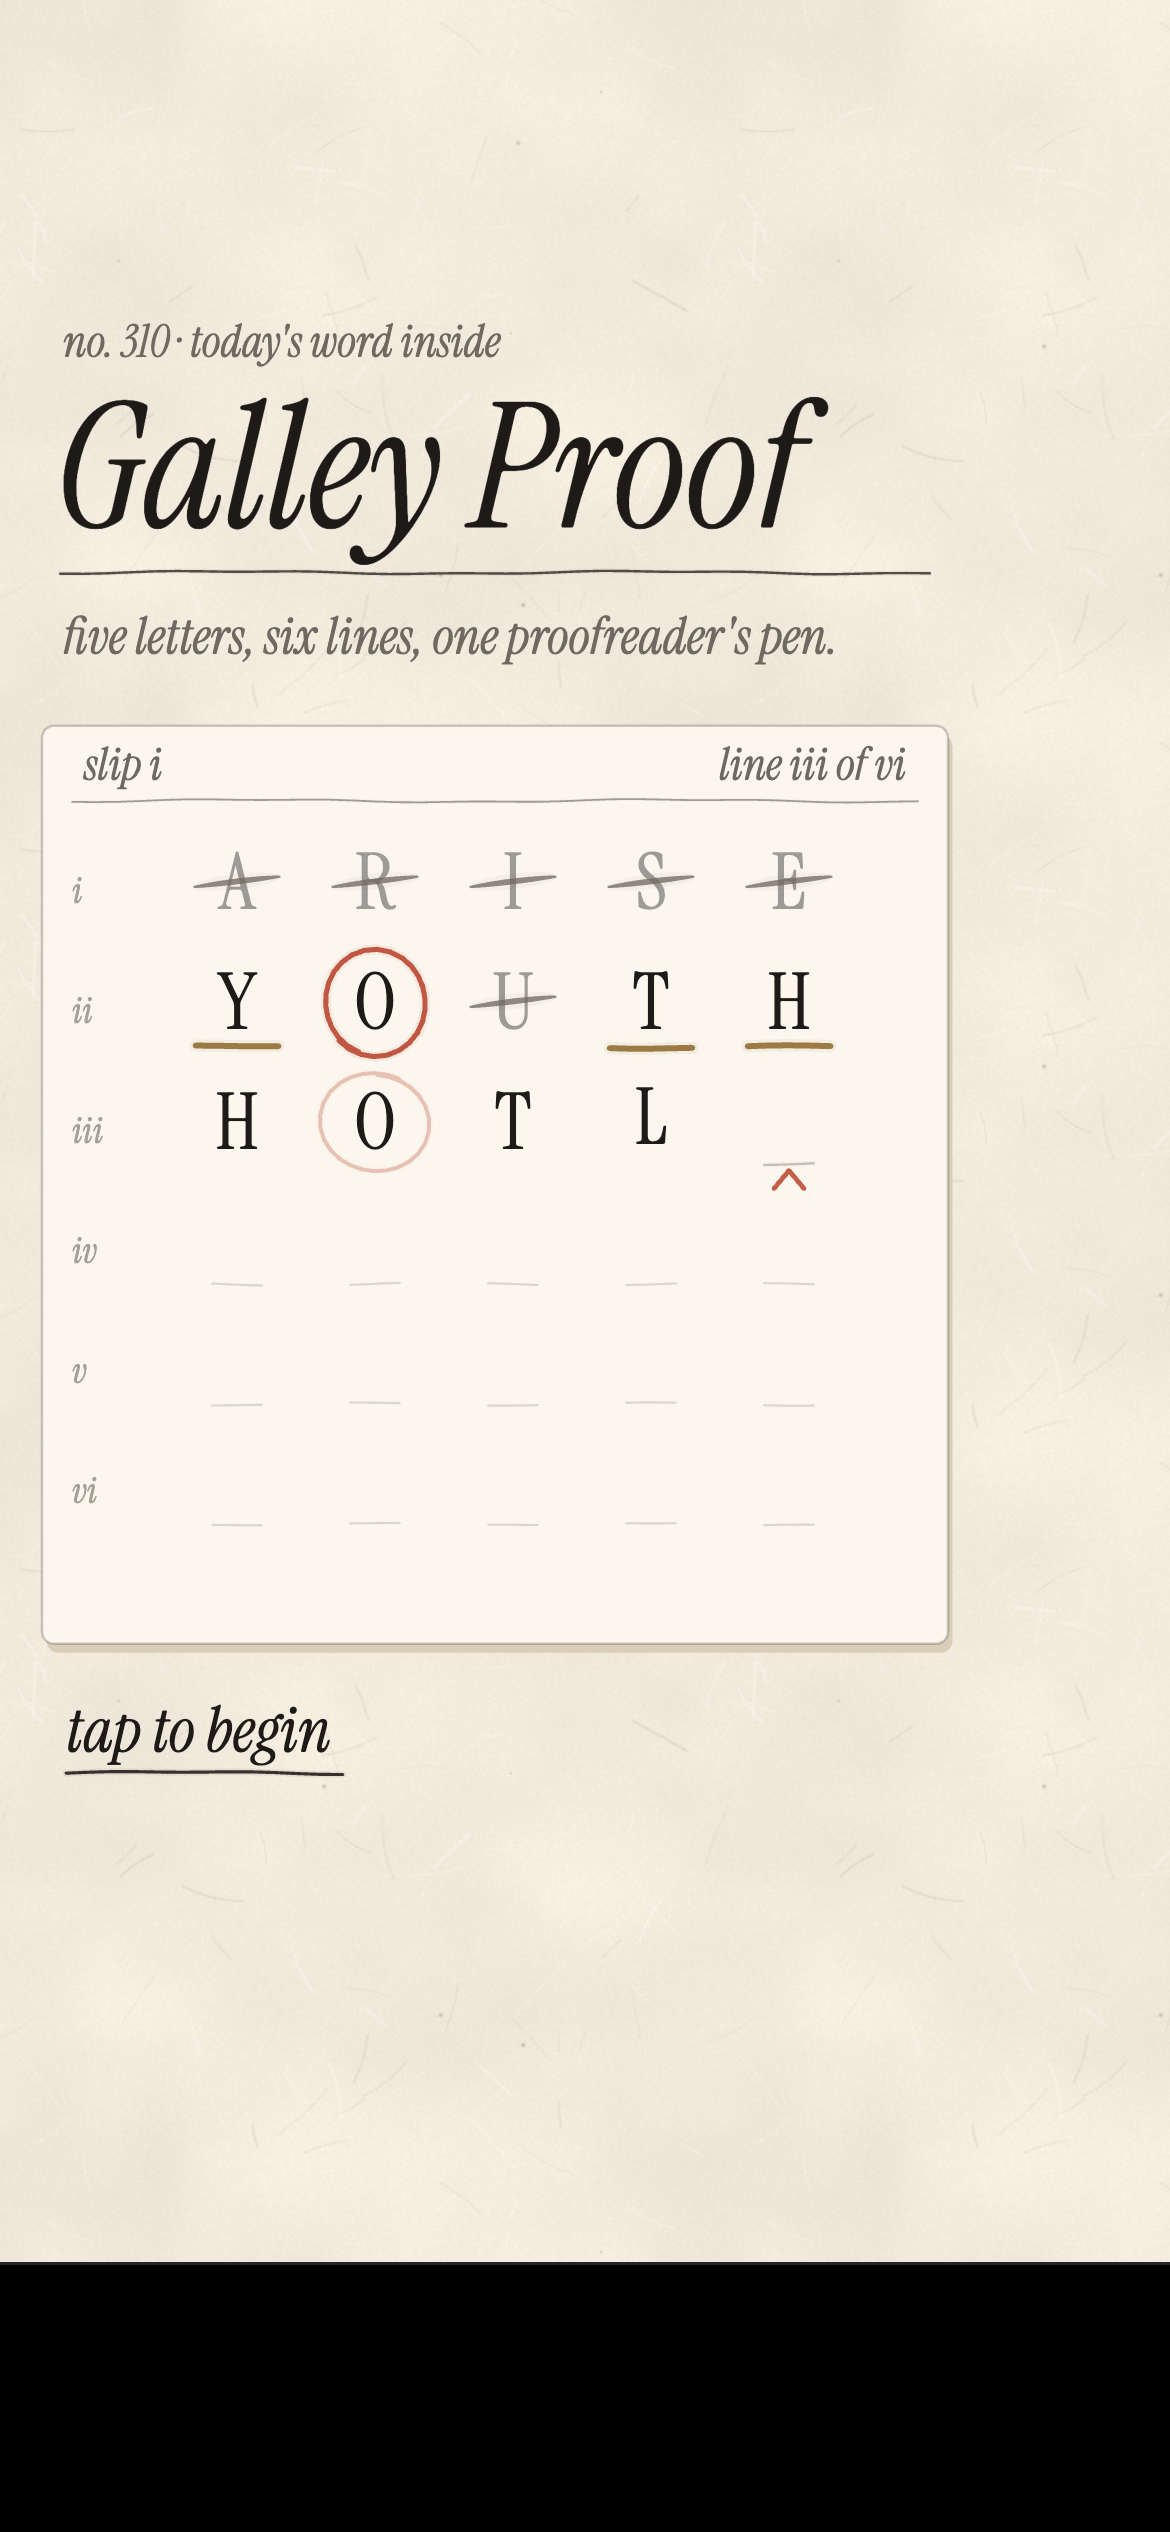 no. 310 · today's word inside
Galley Proof
five letters, six lines, one proofreader's pen.
slip i line iii of vi
i A R I S E
ii Y O U T H
iii H O T L
iv
v
vi
tap to begin